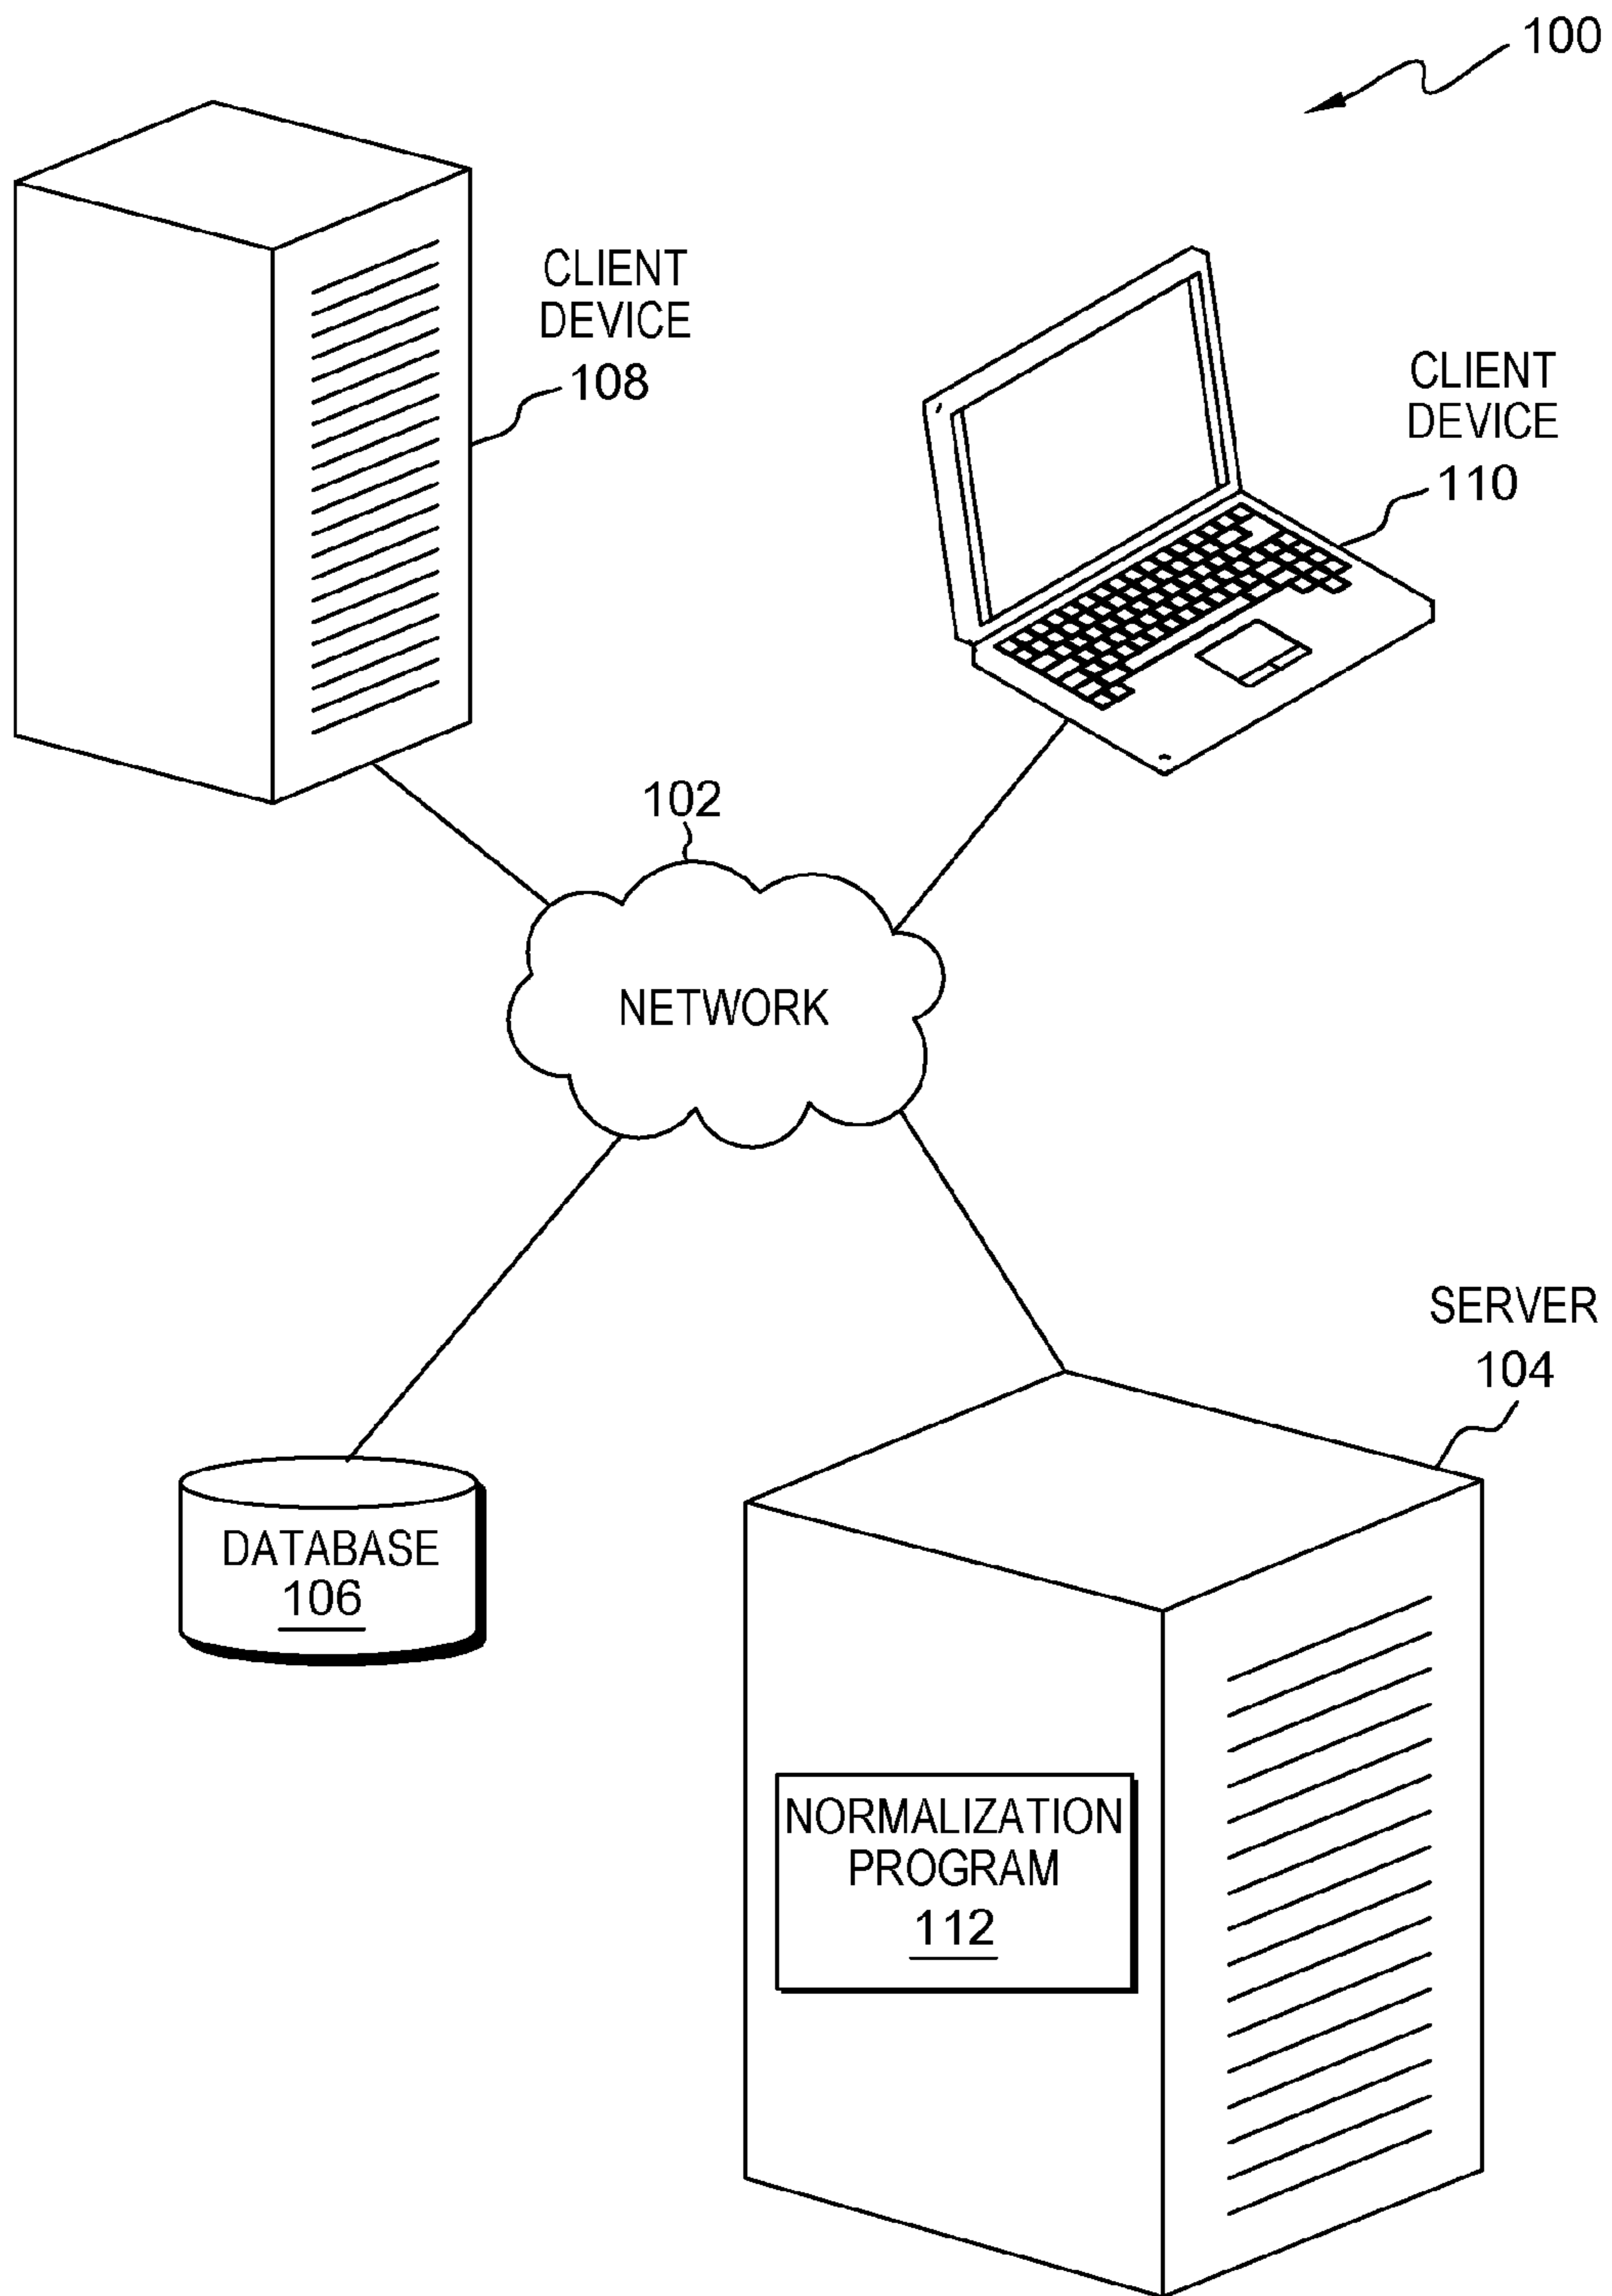 100
CLIENT
DEVICE
108
CLIENT
DEVICE
110
102
NETWORK
SERVER
104
DATABASE
106
NORMALIZATION
PROGRAM
112